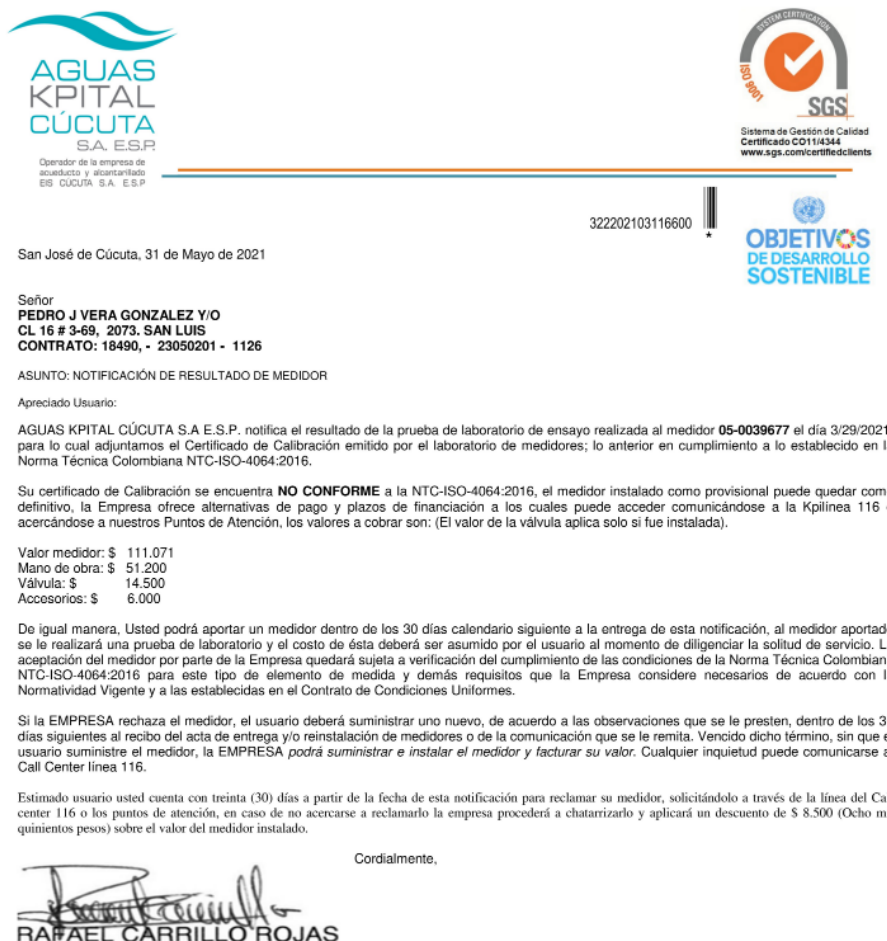 AGUAS
KPITAL
CÚCUTA
S.A. E.S.P.
Operador de la empresa de
acueducto y alcantarillado
EIS CÚCUTA S.A. E.S.P
SYSTEM CERTIFICATION
ISO 9001
SGS
Sistema de Gestión de Calidad
Certificado CO11/4344
www.sgs.com/certifiedclients
322202103116600
*
OBJETIVOS
DE DESARROLLO
SOSTENIBLE
San José de Cúcuta, 31 de Mayo de 2021
Señor
PEDRO J VERA GONZALEZ Y/O
CL 16 # 3-69, 2073. SAN LUIS
CONTRATO: 18490, - 23050201 - 1126
ASUNTO: NOTIFICACIÓN DE RESULTADO DE MEDIDOR
Apreciado Usuario:
AGUAS KPITAL CÚCUTA S.A E.S.P. notifica el resultado de la prueba de laboratorio de ensayo realizada al medidor 05-0039677 el día 3/29/2021
para lo cual adjuntamos el Certificado de Calibración emitido por el laboratorio de medidores; lo anterior en cumplimiento a lo establecido en l
Norma Técnica Colombiana NTC-ISO-4064:2016.
Su certificado de Calibración se encuentra NO CONFORME a la NTC-ISO-4064:2016, el medidor instalado como provisional puede quedar com
definitivo, la Empresa ofrece alternativas de pago y plazos de financiación a los cuales puede acceder comunicándose a la Kpilínea 116
acercándose a nuestros Puntos de Atención, los valores a cobrar son: (El valor de la válvula aplica solo si fue instalada).
Valor medidor: $ 111.071
Mano de obra: $ 51.200
Válvula: $ 14.500
Accesorios: $ 6.000
De igual manera, Usted podrá aportar un medidor dentro de los 30 días calendario siguiente a la entrega de esta notificación, al medidor aportad
se le realizará una prueba de laboratorio y el costo de ésta deberá ser asumido por el usuario al momento de diligenciar la solitud de servicio. L
aceptación del medidor por parte de la Empresa quedará sujeta a verificación del cumplimiento de las condiciones de la Norma Técnica Colombian
NTC-ISO-4064:2016 para este tipo de elemento de medida y demás requisitos que la Empresa considere necesarios de acuerdo con l
Normatividad Vigente y a las establecidas en el Contrato de Condiciones Uniformes.
Si la EMPRESA rechaza el medidor, el usuario deberá suministrar uno nuevo, de acuerdo a las observaciones que se le presten, dentro de los 3
días siguientes al recibo del acta de entrega y/o reinstalación de medidores o de la comunicación que se le remita. Vencido dicho término, sin que e
usuario suministre el medidor, la EMPRESA podrá suministrar e instalar el medidor y facturar su valor. Cualquier inquietud puede comunicarse a
Call Center línea 116.
Estimado usuario usted cuenta con treinta (30) días a partir de la fecha de esta notificación para reclamar su medidor, solicitándolo a través de la línea del Ca
center 116 o los puntos de atención, en caso de no acercarse a reclamarlo la empresa procederá a chatarrizarlo y aplicará un descuento de $ 8.500 (Ocho m
quinientos pesos) sobre el valor del medidor instalado.
Cordialmente,
RAFAEL CARRILLO ROJAS